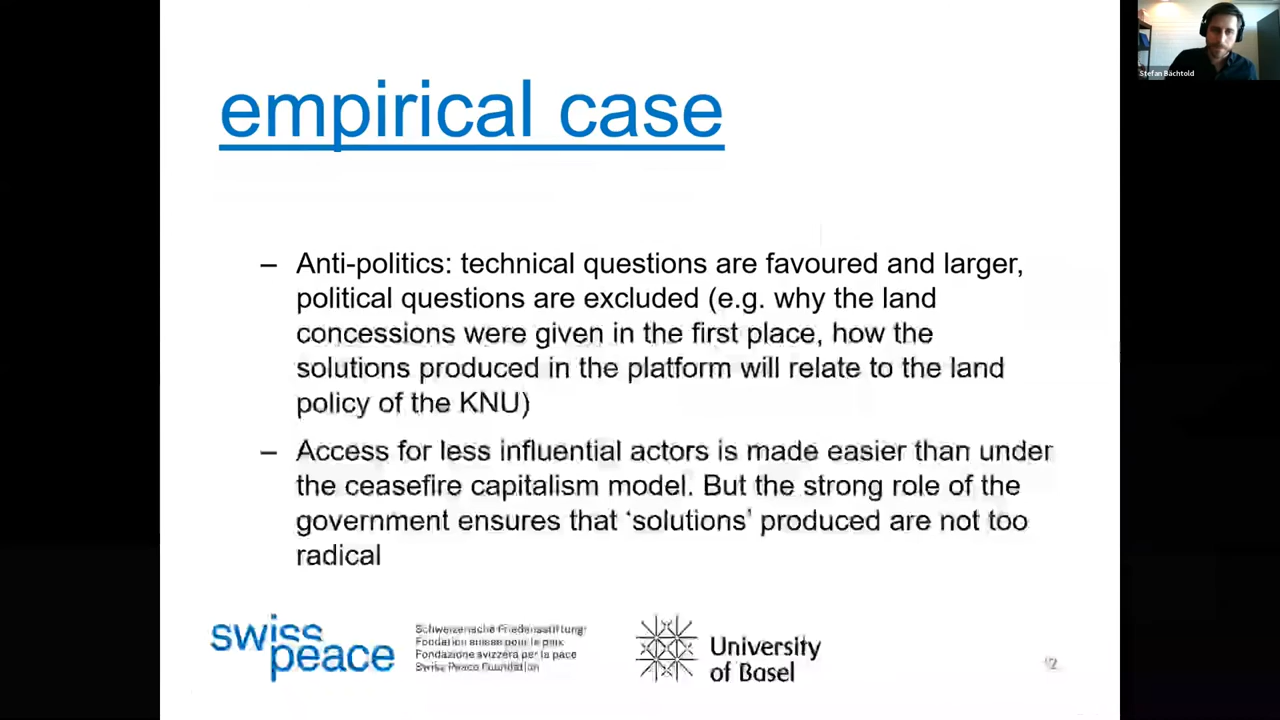 Stefan Bächtold
empirical case
– Anti-politics: technical questions are favoured and larger,
political questions are excluded (e.g. why the land
concessions were given in the first place, how the
solutions produced in the platform will relate to the land
policy of the KNU)
– Access for less influential actors is made easier than under
the ceasefire capitalism model. But the strong role of the
government ensures that ‘solutions’ produced are not too
radical
swiss
peace
Schweizerische Friedensstiftung
Fondation suisse pour la paix
Fondazione svizzera per la pace
Swiss Peace Foundation
University
of Basel